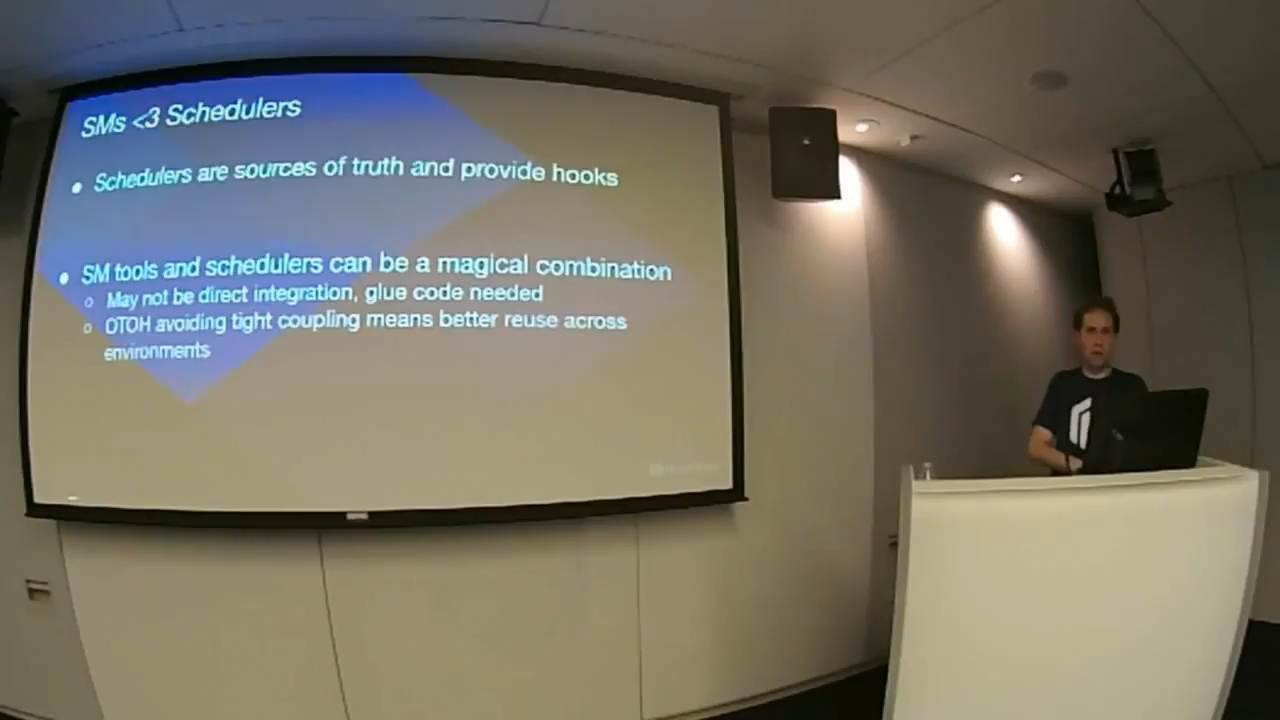 SMs <3 Schedulers
Schedulers are sources of truth and provide hooks
SM tools and schedulers can be a magical combination
May not be direct integration, glue code needed
OTOH avoiding tight coupling means better reuse across
environments